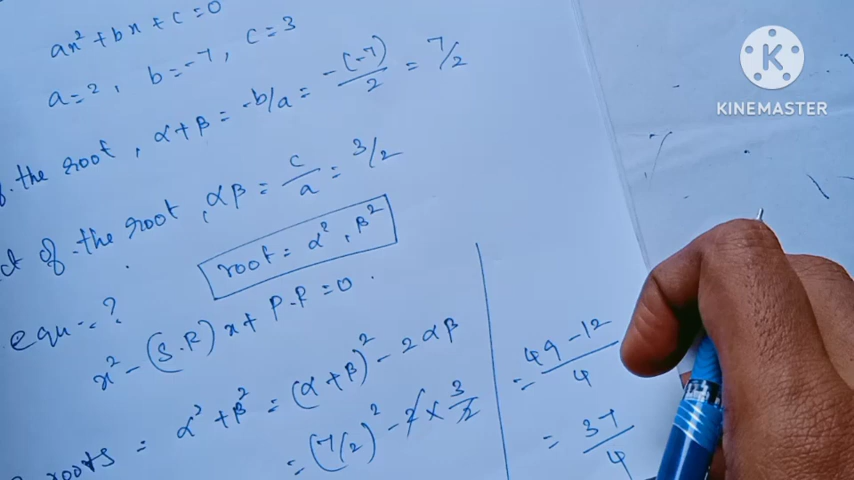 ax² + bx + c = 0
a = 2 , b = -7 , c = 3
the root , α+β = -b/a = -(-7)/2 = 7/2
of the root , αβ = c/a = 3/2
root = α² , β²
equ - ?
x² - (S.R) x + P.R = 0 .
roots = α² + β² = (α + β)² - 2αβ
= (7/2)² - 2 × 3/2
= 49 - 12 / 4
= 37/4
KINEMASTER